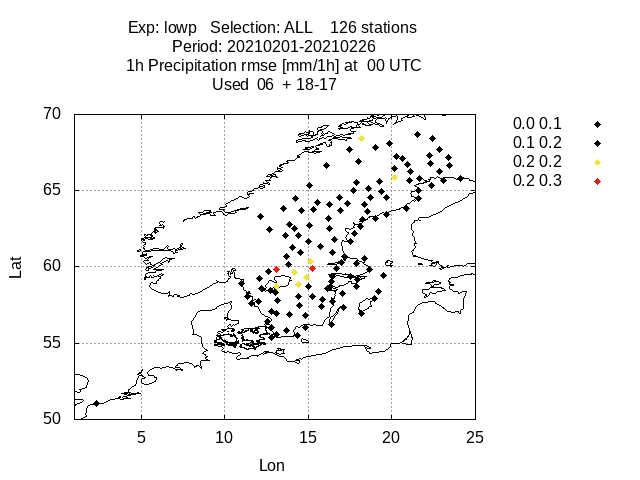 Exp: lowp   Selection: ALL    126 stations
Period: 20210201-20210226
1h Precipitation rmse [mm/1h] at  00 UTC
Used  06  + 18-17
0.0 0.1
0.1 0.2
0.2 0.2
0.2 0.3
70
65
60
55
50
Lat
5 10 15 20 25
Lon